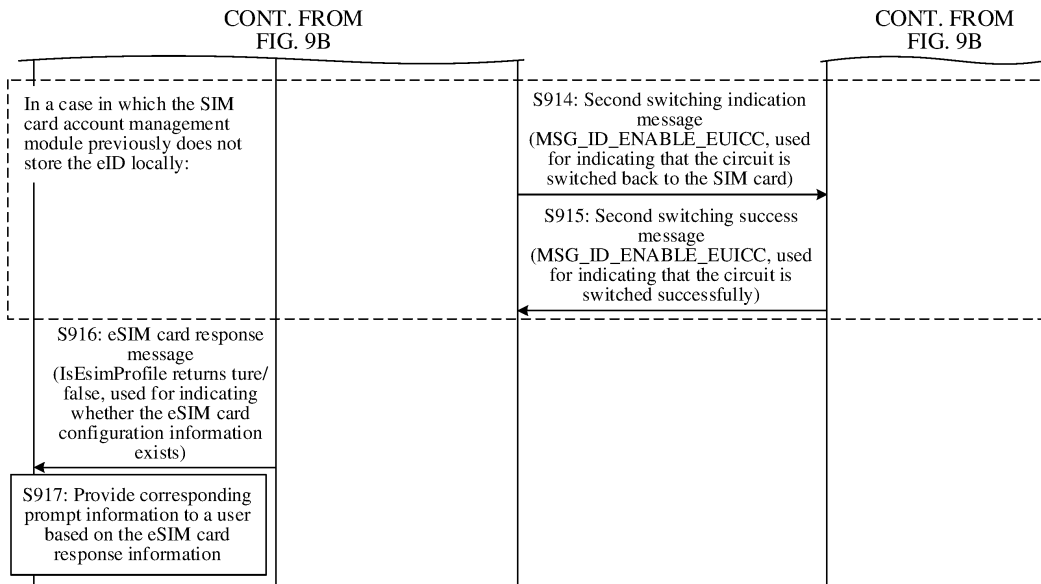 CONT. FROM
FIG. 9B
CONT. FROM
FIG. 9B
In a case in which the SIM
card account management
module previously does not
store the eID locally:
S914: Second switching indication
message
(MSG_ID_ENABLE_EUICC, used
for indicating that the circuit is
switched back to the SIM card)
S915: Second switching success
message
(MSG_ID_ENABLE_EUICC, used
for indicating that the circuit is
switched successfully)
S916: eSIM card response
message
(IsEsimProfile returns ture/
false, used for indicating
whether the eSIM card
configuration information
exists)
S917: Provide corresponding
prompt information to a user
based on the eSIM card
response information